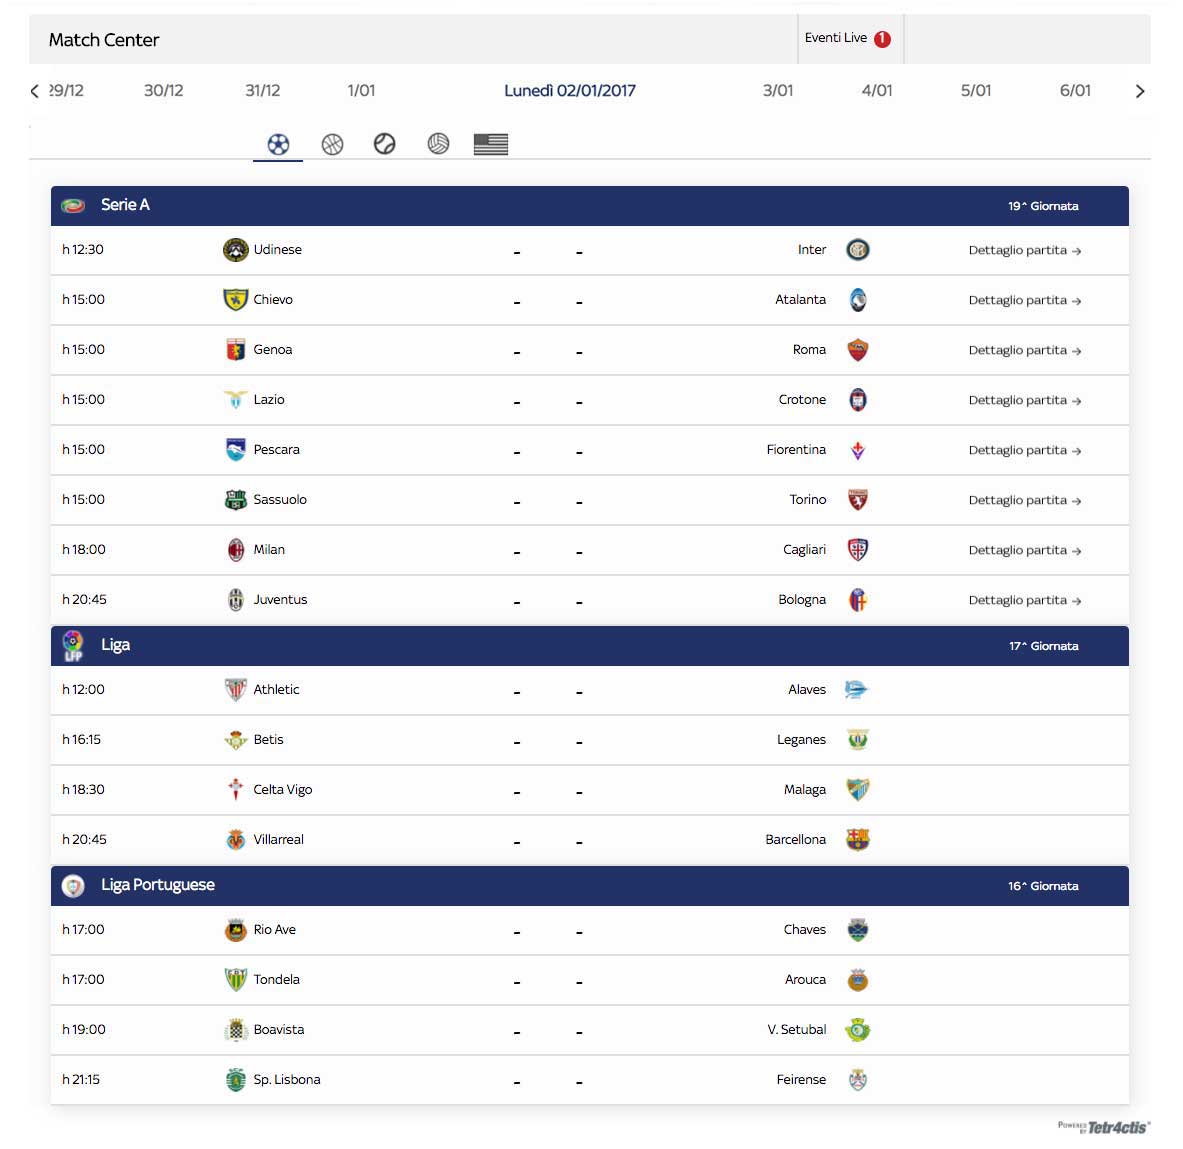 Match Center
Eventi Live 1
29/12 30/12 31/12 1/01 Lunedì 02/01/2017 3/01 4/01 5/01 6/01
Serie A 19^ Giornata
h 12:30 Udinese - - Inter Dettaglio partita →
h 15:00 Chievo - - Atalanta Dettaglio partita →
h 15:00 Genoa - - Roma Dettaglio partita →
h 15:00 Lazio - - Crotone Dettaglio partita →
h 15:00 Pescara - - Fiorentina Dettaglio partita →
h 15:00 Sassuolo - - Torino Dettaglio partita →
h 18:00 Milan - - Cagliari Dettaglio partita →
h 20:45 Juventus - - Bologna Dettaglio partita →
LFP Liga 17^ Giornata
h 12:00 Athletic - - Alaves
h 16:15 Betis - - Leganes
h 18:30 Celta Vigo - - Malaga
h 20:45 Villarreal - - Barcellona
Liga Portuguese 16^ Giornata
h 17:00 Rio Ave - - Chaves
h 17:00 Tondela - - Arouca
h 19:00 Boavista - - V. Setubal
h 21:15 Sp. Lisbona - - Feirense
Powered by Tetr4ctis